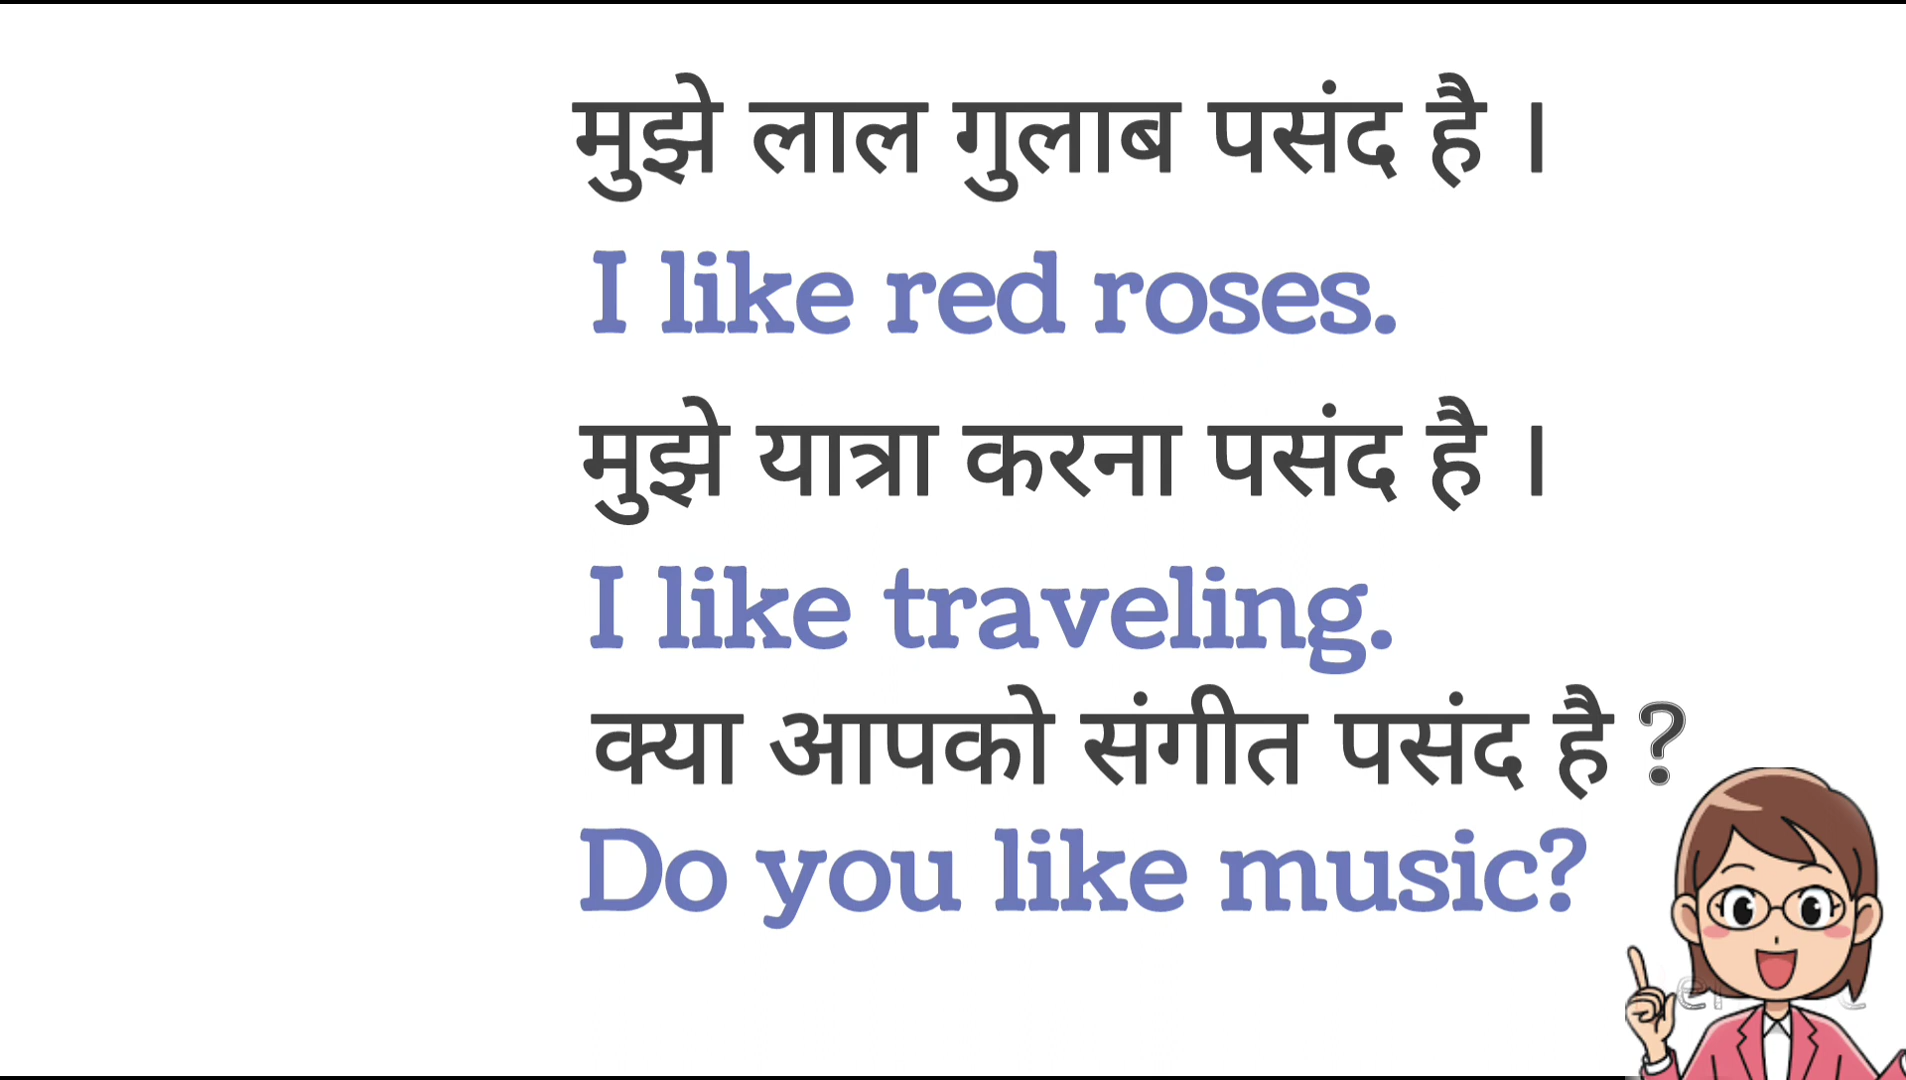 मुझे लाल गुलाब पसंद है ।
I like red roses.
मुझे यात्रा करना पसंद है ।
I like traveling.
क्या आपको संगीत पसंद है ?
Do you like music?